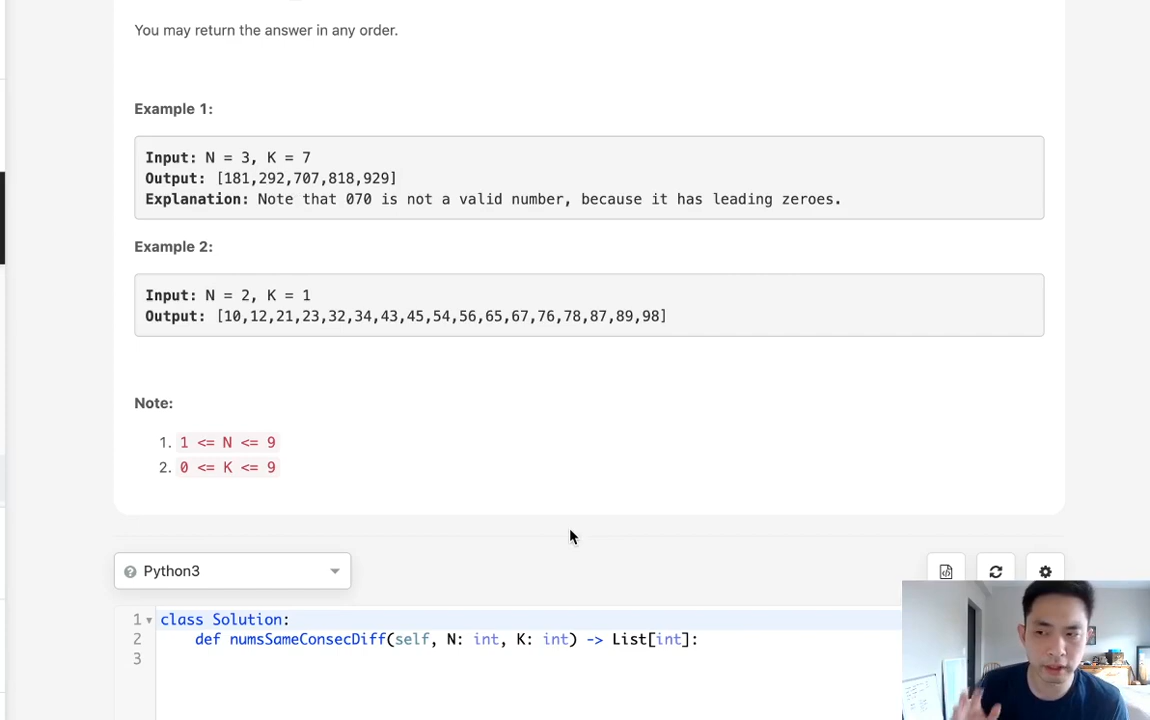 You may return the answer in any order.
Example 1:
Input: N = 3, K = 7
Output: [181,292,707,818,929]
Explanation: Note that 070 is not a valid number, because it has leading zeroes.
Example 2:
Input: N = 2, K = 1
Output: [10,12,21,23,32,34,43,45,54,56,65,67,76,78,87,89,98]
Note:
1. 1 <= N <= 9
2. 0 <= K <= 9
Python3
1 class Solution:
2 def numsSameConsecDiff(self, N: int, K: int) -> List[int]:
3